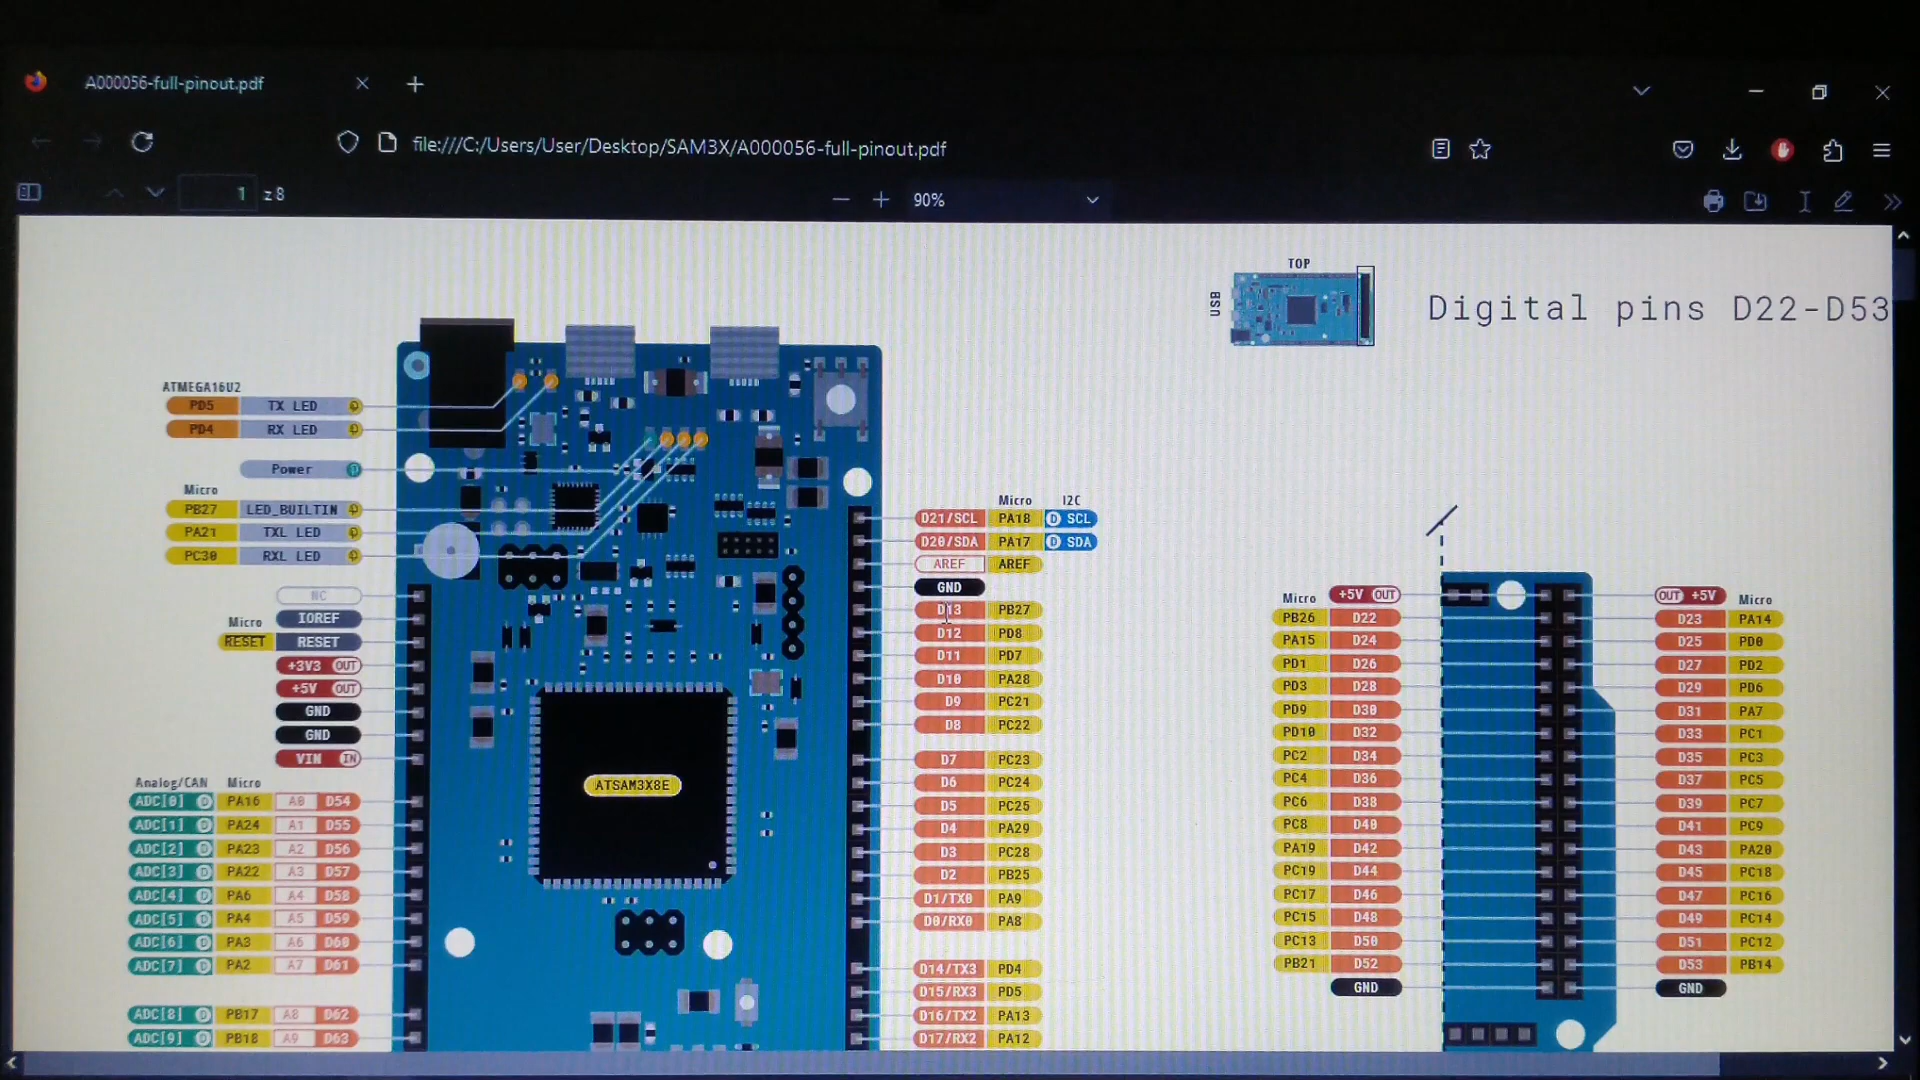 A000056-full-pinout.pdf
file:///C:/Users/User/Desktop/SAM3X/A000056-full-pinout.pdf
1 z 8
90%
TOP
USB
Digital pins D22-D53
ATMEGA16U2
PD5 TX LED
PD4 RX LED
Power
Micro
PB27 LED_BUILTIN
PA21 TXL LED
PC30 RXL LED
NC
IOREF
Micro
RESET RESET
+3V3 OUT
+5V OUT
GND
GND
VIN IN
Analog/CAN Micro
ADC[0] D PA16 A0 D54
ADC[1] D PA24 A1 D55
ADC[2] D PA23 A2 D56
ADC[3] D PA22 A3 D57
ADC[4] D PA6 A4 D58
ADC[5] D PA4 A5 D59
ADC[6] D PA3 A6 D60
ADC[7] D PA2 A7 D61
ADC[8] D PB17 A8 D62
ADC[9] D PB18 A9 D63
ATSAM3X8E
Micro I2C
D21/SCL PA18 D SCL
D20/SDA PA17 D SDA
AREF AREF
GND
D13 PB27
D12 PD8
D11 PD7
D10 PA28
D9 PC21
D8 PC22
D7 PC23
D6 PC24
D5 PC25
D4 PA29
D3 PC28
D2 PB25
D1/TX0 PA9
D0/RX0 PA8
D14/TX3 PD4
D15/RX3 PD5
D16/TX2 PA13
D17/RX2 PA12
Micro +5V OUT
PB26 D22
PA15 D24
PD1 D26
PD3 D28
PD9 D30
PD10 D32
PC2 D34
PC4 D36
PC6 D38
PC8 D40
PA19 D42
PC19 D44
PC17 D46
PC15 D48
PC13 D50
PB21 D52
GND
OUT +5V Micro
D23 PA14
D25 PD0
D27 PD2
D29 PD6
D31 PA7
D33 PC1
D35 PC3
D37 PC5
D39 PC7
D41 PC9
D43 PA20
D45 PC18
D47 PC16
D49 PC14
D51 PC12
D53 PB14
GND